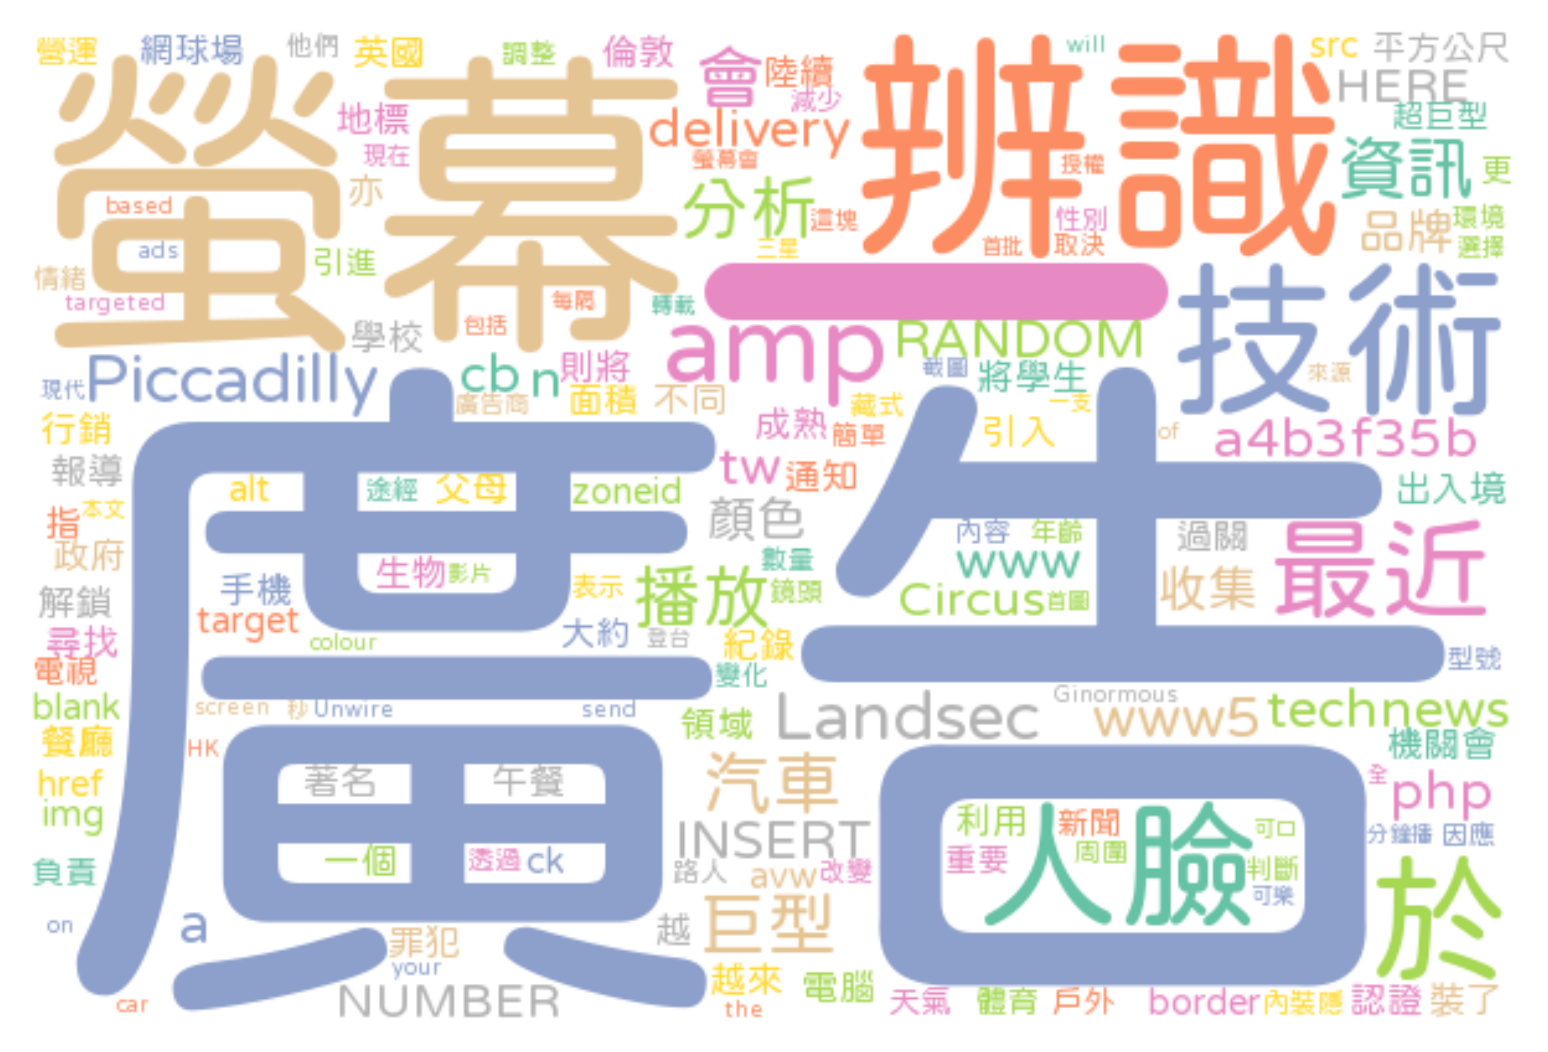 營運 網球場 他們 英國 調整 倫敦 會 陸續 will src 平方公尺
螢幕 辨識 HERE
地標 減少 超巨型
現在 delivery 螢幕會 授權 資訊 更
based 亦 分析 這塊 性別 品牌 環境
ads 引進 三星 首批 取決 選擇
情緒 targeted 每隔 轉載 一 技術
學校 包括 amp RANDOM
現代 Piccadilly cb n 則將 截圖 將學生 來源
廣告商 面積 不同 藏式 一支
行銷 成熟 簡單 引入 of a4b3f35b
報導 alt 途經 父母 zoneid tw 通知 出入境
指 本文 顏色 內容 年齡 過關 最近
政府 廣告
解鎖 手機 生物 影片 表示 播放 數量 鏡頭 www Circus 首圖 收集
尋找 target colour 大約 登台 紀錄
電視 變化 型號
blank screen 秒 Unwire send 領域 Landsec Ginormous www5 technews
餐廳 HK 機關會
href 著名 午餐 汽車 全 php
img INSERT 利用 人臉 新聞 可口 分鐘播 因應
負責 一個 透過 ck 路人 avw 改變 重要 周圍 判斷 可樂
on a 罪犯 越 巨型 於
your 越來 電腦
car NUMBER the 天氣 體育 戶外 border 內裝隱 認證 裝了